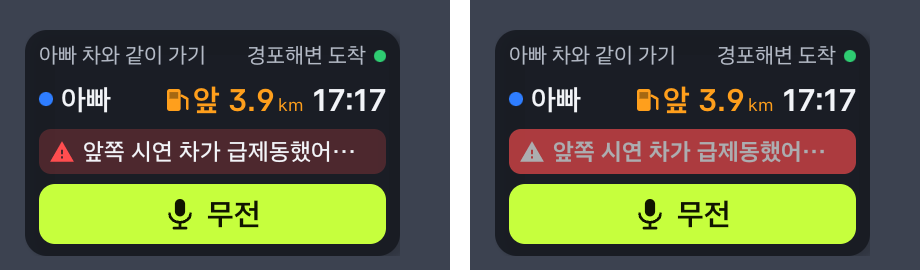 아빠 차와 같이 가기 경포해변 도착
아빠 앞 3.9 km 17:17
앞쪽 시연 차가 급제동했어…
무전
아빠 차와 같이 가기 경포해변 도착
아빠 앞 3.9 km 17:17
앞쪽 시연 차가 급제동했어…
무전